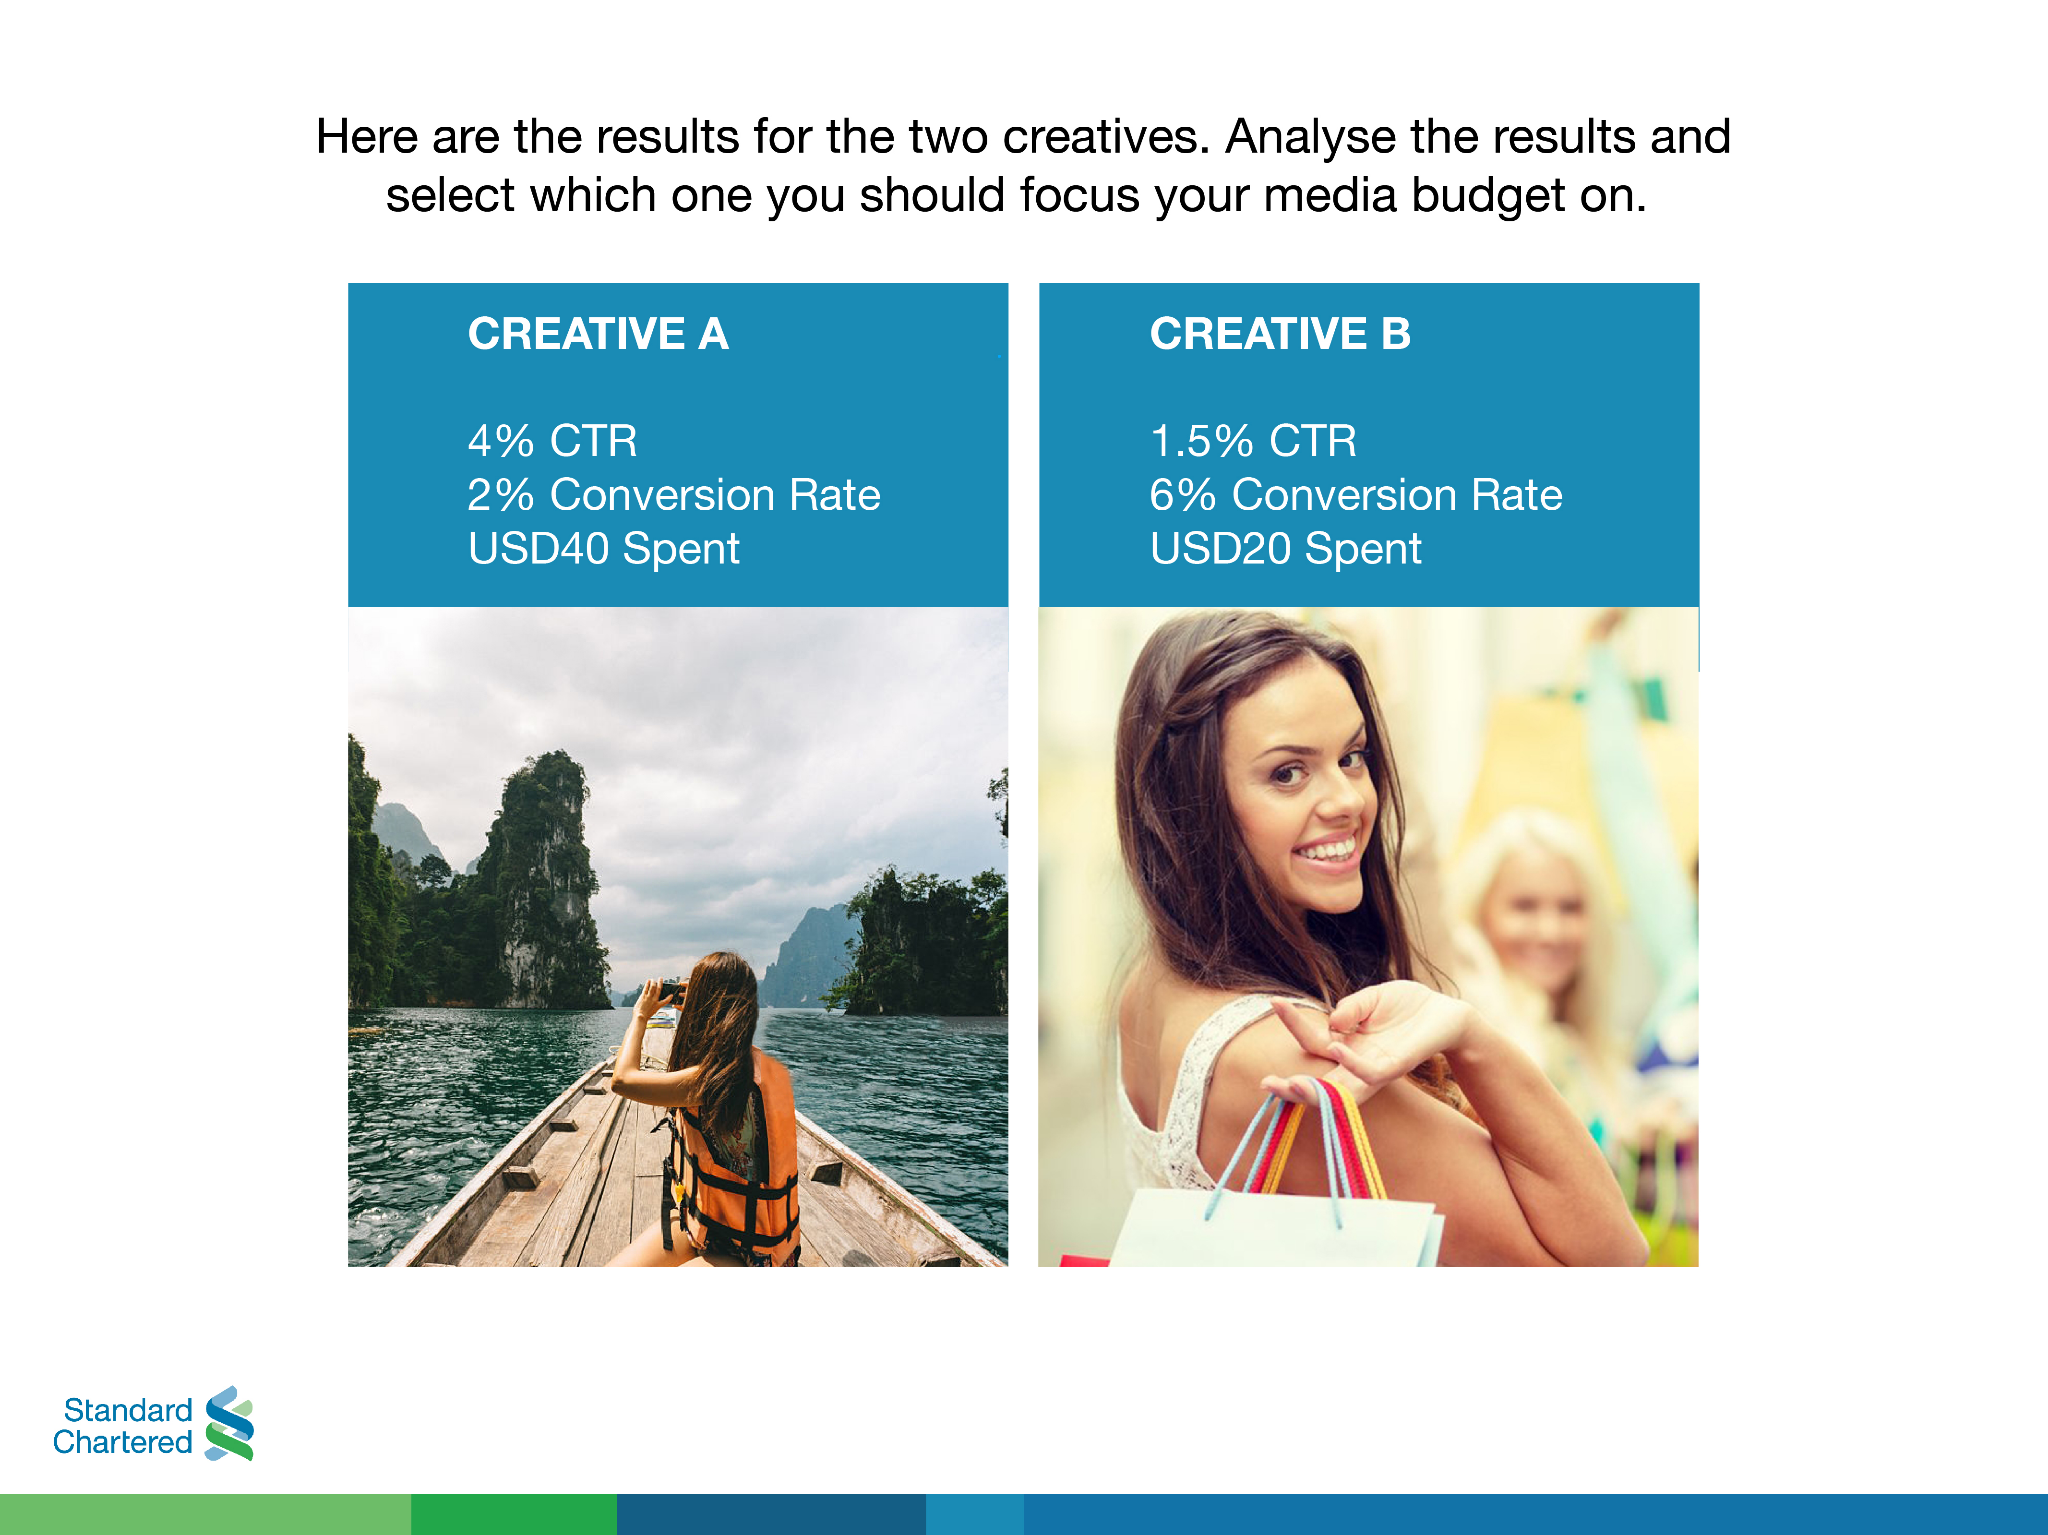 Here are the results for the two creatives. Analyse the results and
select which one you should focus your media budget on.
CREATIVE A
4% CTR
2% Conversion Rate
USD40 Spent
CREATIVE B
1.5% CTR
6% Conversion Rate
USD20 Spent
Standard
Chartered